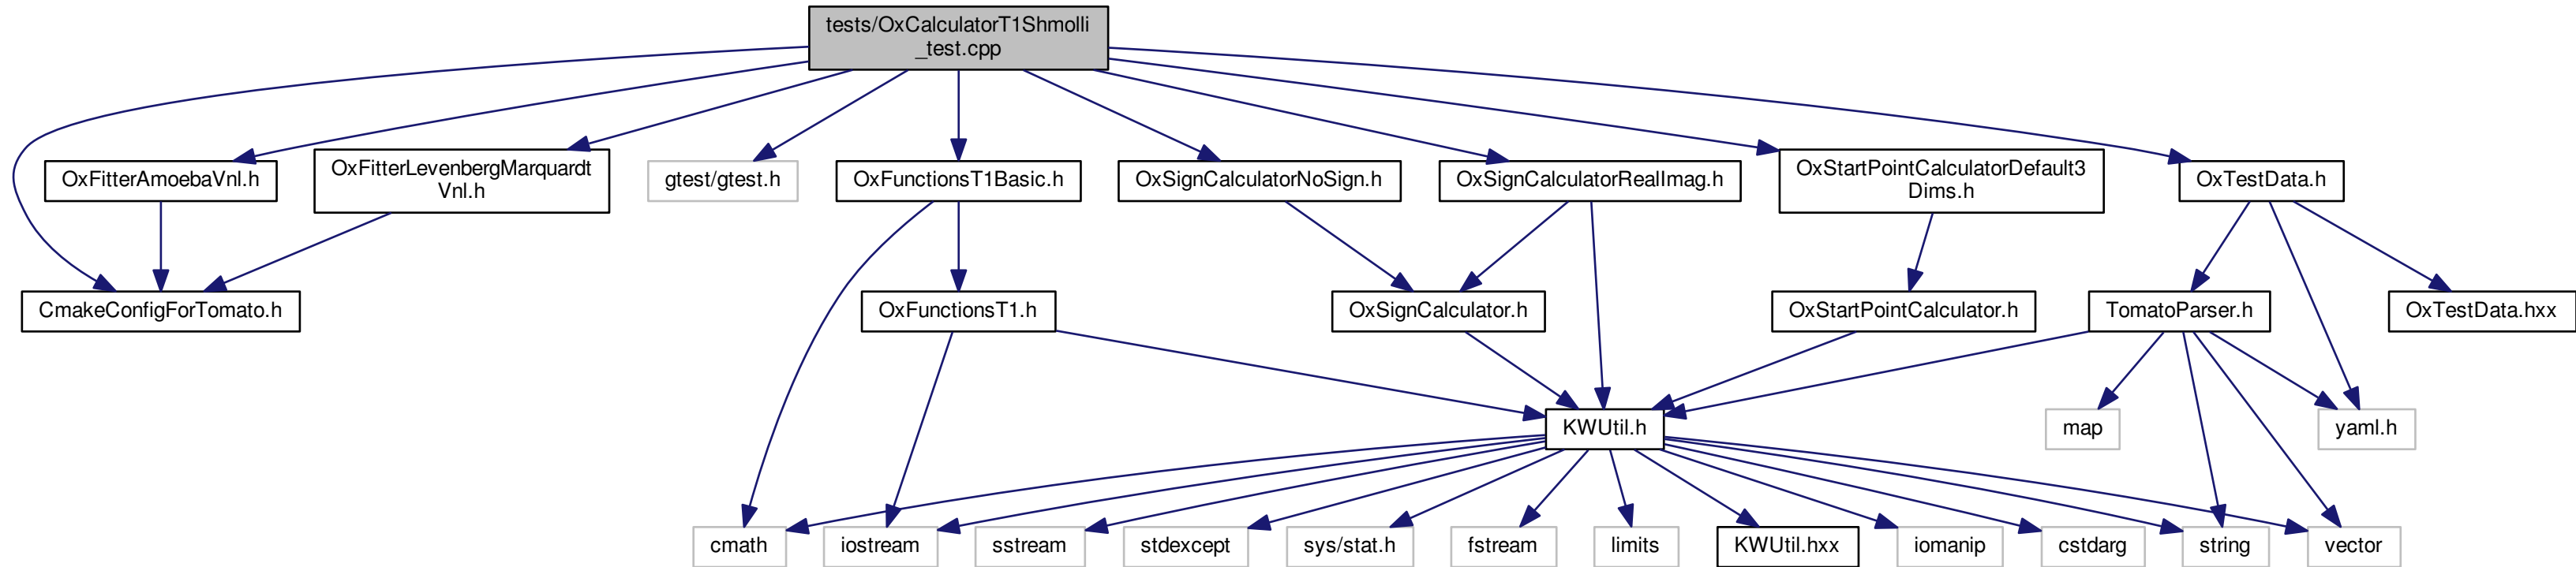 tests/OxCalculatorT1Shmolli
_test.cpp
OxFitterAmoebaVnl.h
OxFitterLevenbergMarquardt
Vnl.h
gtest/gtest.h
OxFunctionsT1Basic.h
OxSignCalculatorNoSign.h
OxSignCalculatorRealImag.h
OxStartPointCalculatorDefault3
Dims.h
OxTestData.h
CmakeConfigForTomato.h
OxFunctionsT1.h
OxSignCalculator.h
OxStartPointCalculator.h
TomatoParser.h
OxTestData.hxx
KWUtil.h
map
yaml.h
cmath
iostream
sstream
stdexcept
sys/stat.h
fstream
limits
KWUtil.hxx
iomanip
cstdarg
string
vector